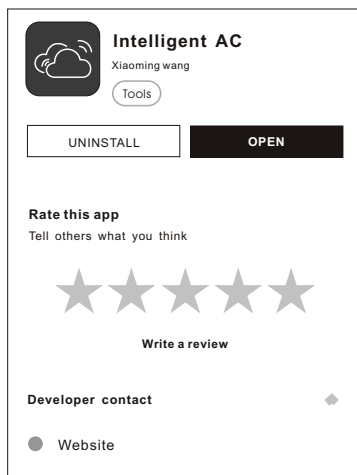 Intelligent AC
Xiaoming wang
Tools
UNINSTALL OPEN
Rate this app
Tell others what you think
Write a review
Developer contact
Website